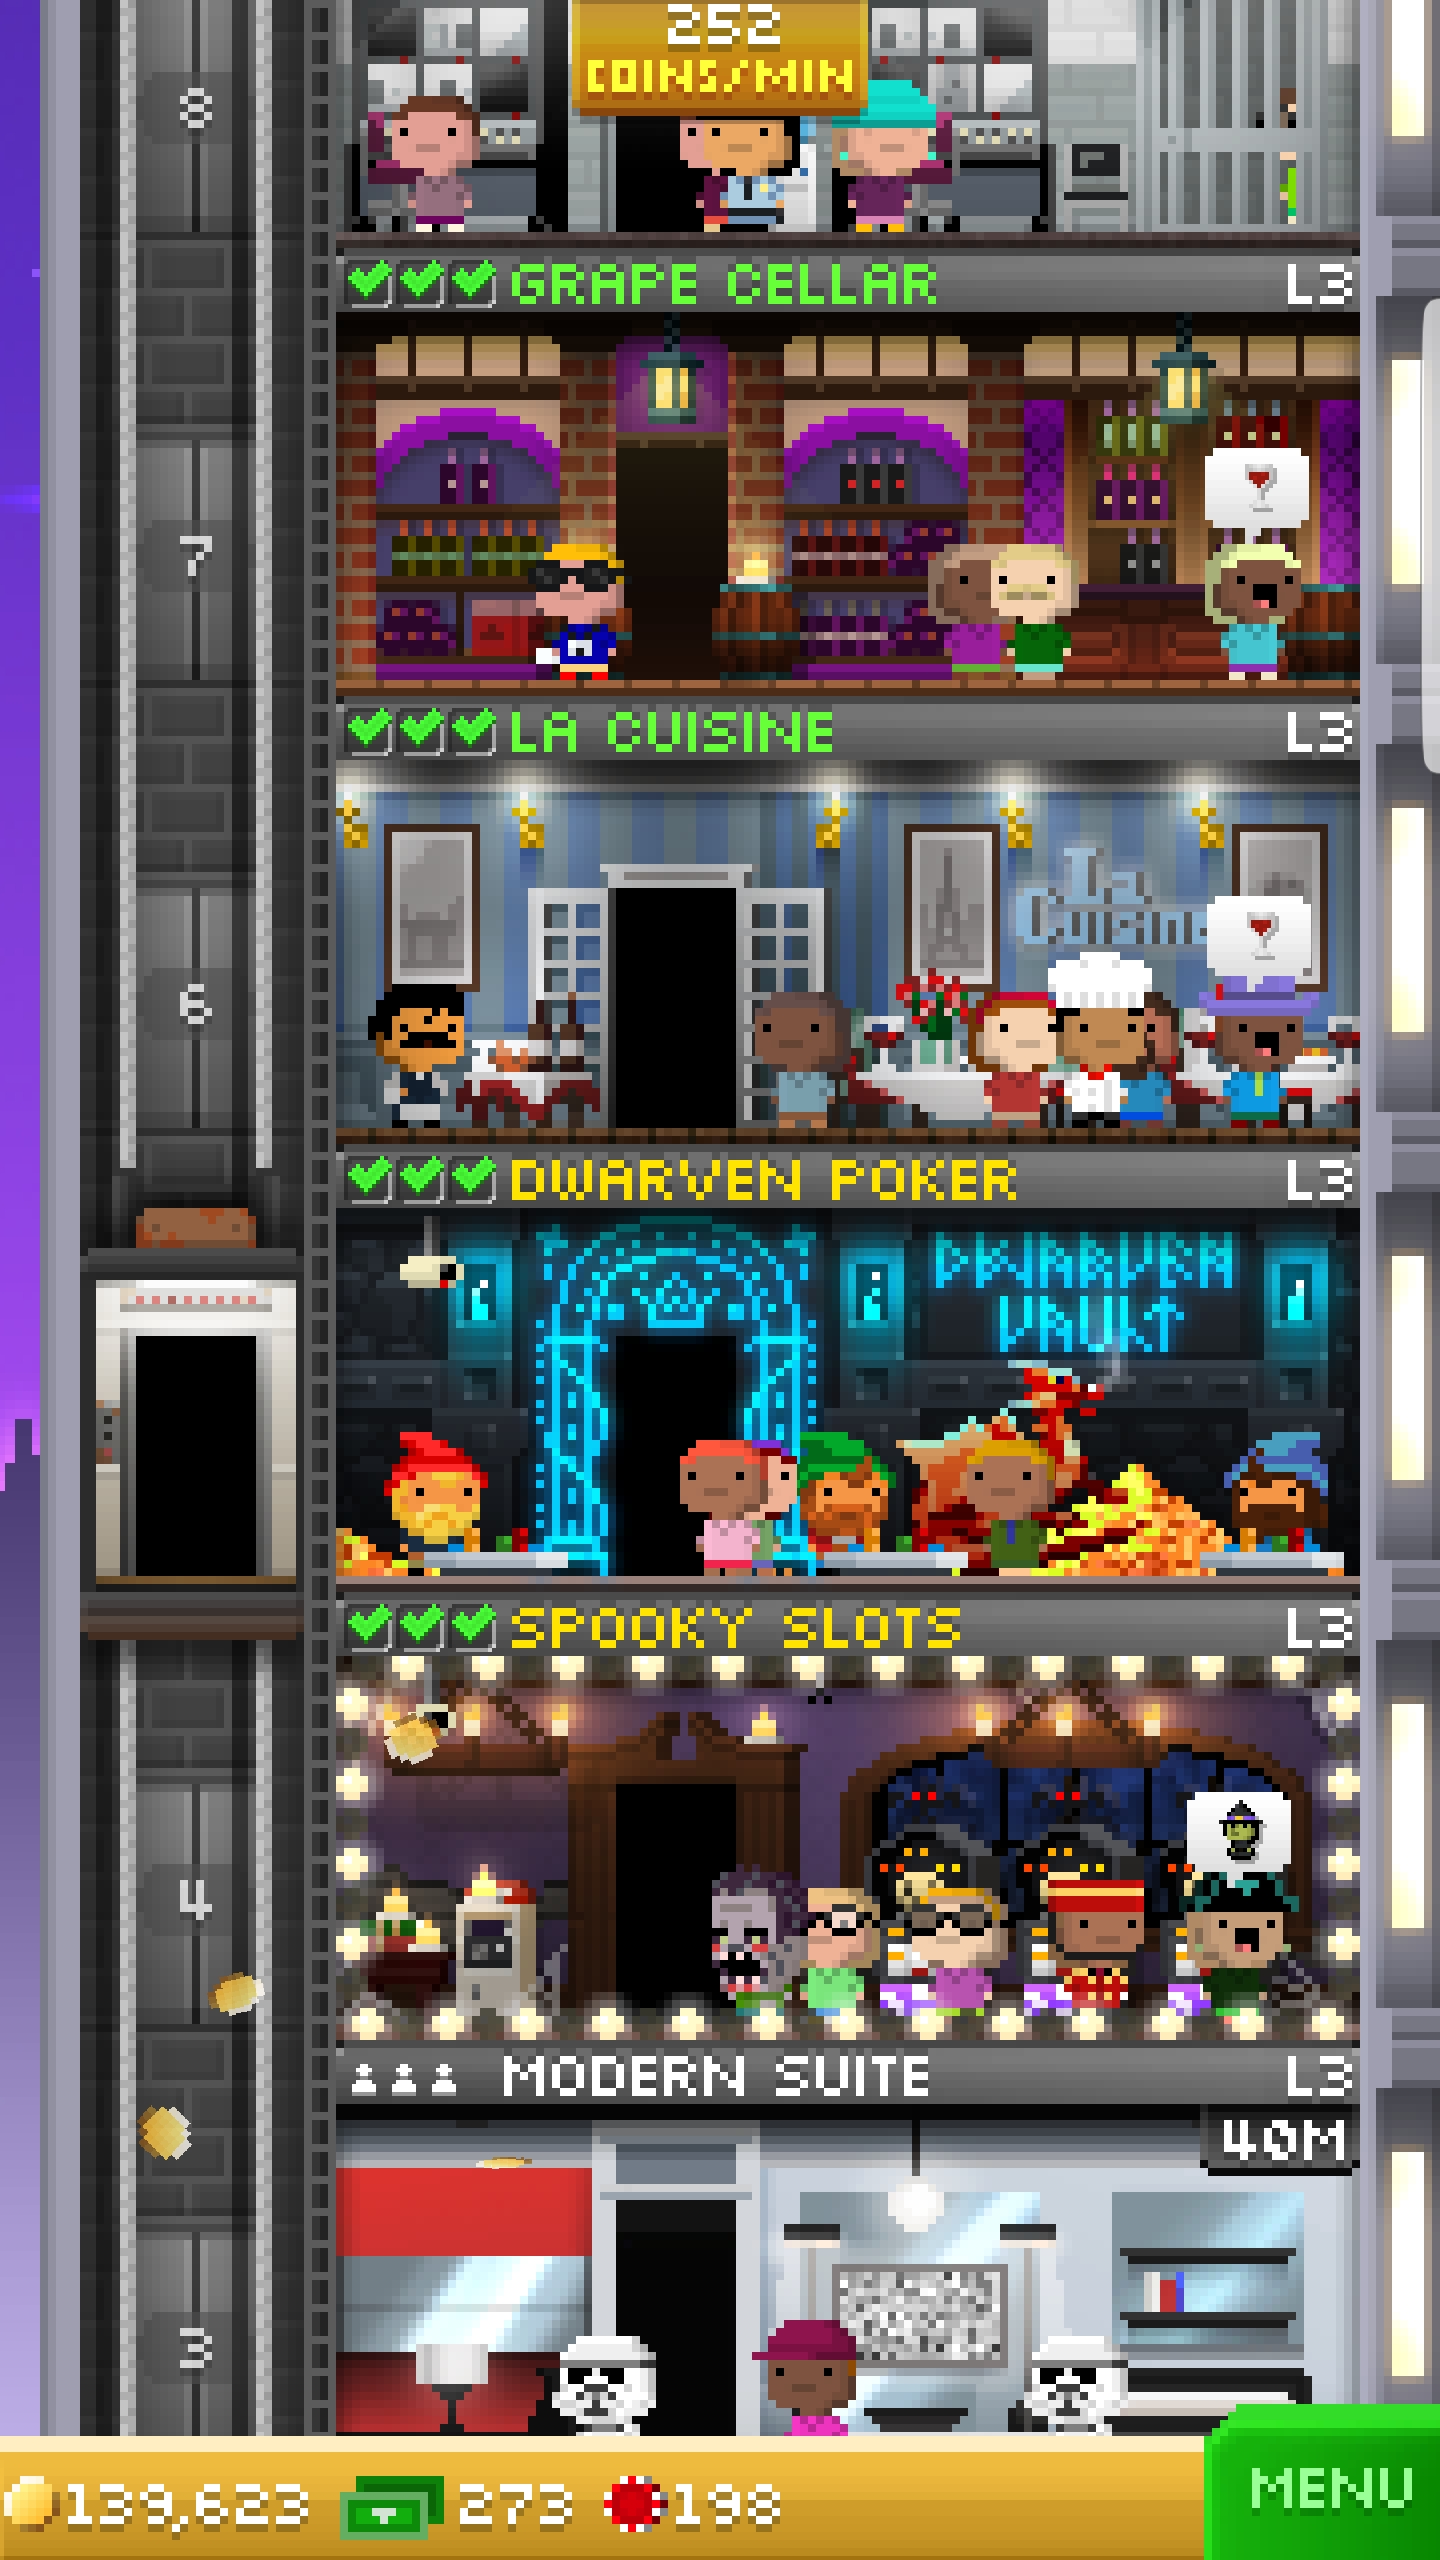 252
COINS/MIN
8
GRAPE CELLAR L3
7
LA CUISINE L3
La
Cuisine
6
DWARVEN POKER L3
DWARVEN
VAULT
SPOOKY SLOTS L3
4
MODERN SUITE L3
40M
3
139,623 273 198 MENU